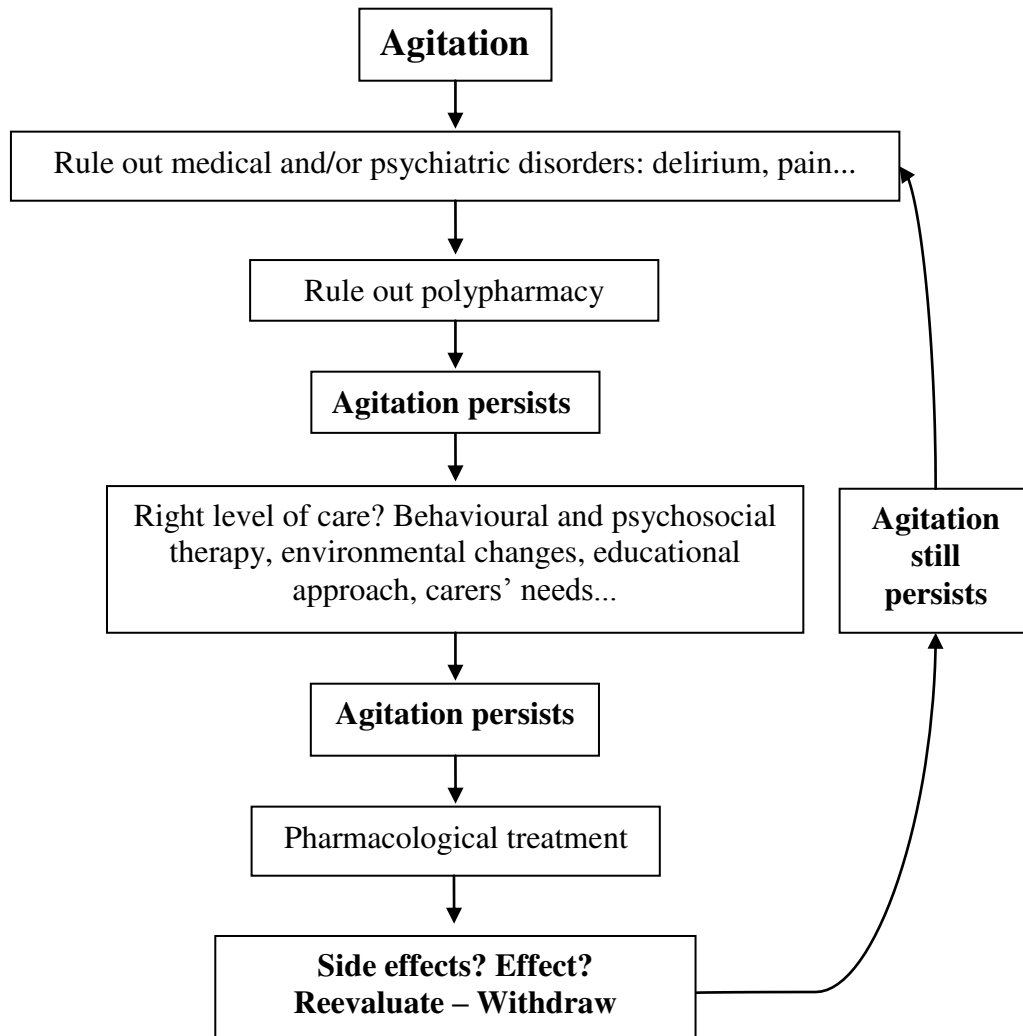 Agitation
Rule out medical and/or psychiatric disorders: delirium, pain...
Rule out polypharmacy
Agitation persists
Right level of care? Behavioural and psychosocial
therapy, environmental changes, educational
approach, carers’ needs...
Agitation
still
persists
Agitation persists
Pharmacological treatment
Side effects? Effect?
Reevaluate – Withdraw